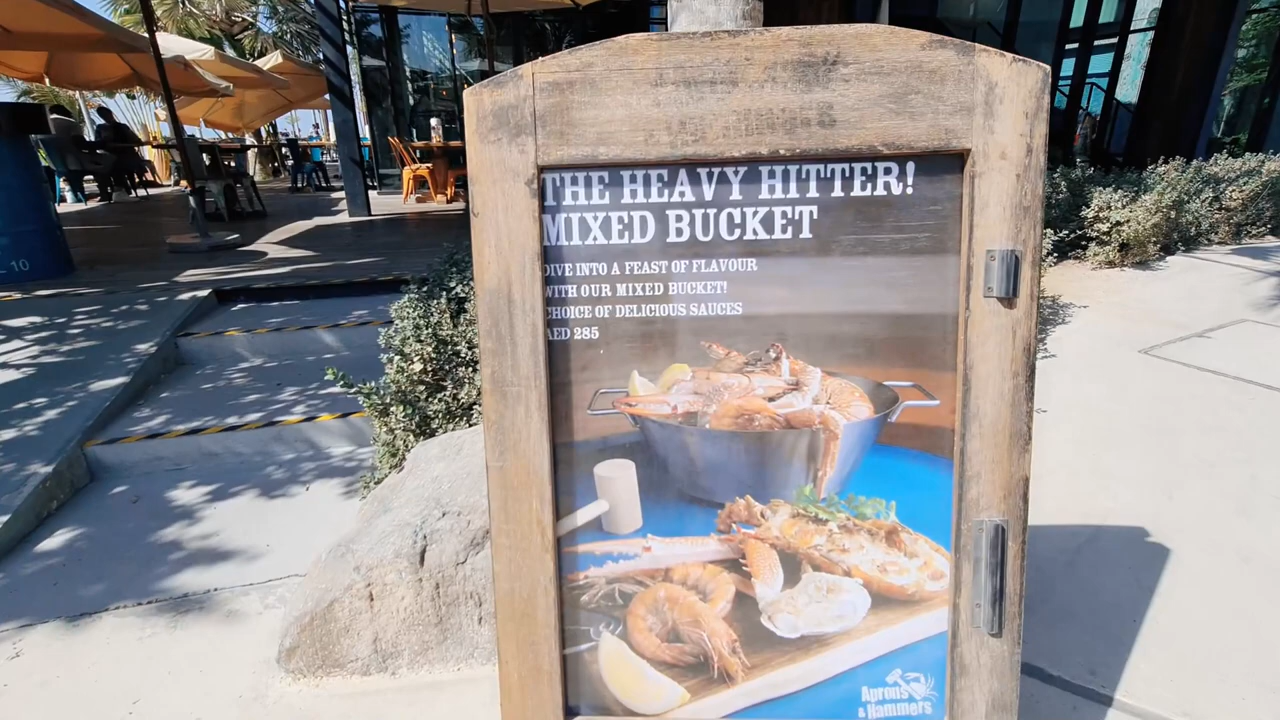 THE HEAVY HITTER!
MIXED BUCKET
DIVE INTO A FEAST OF FLAVOUR
WITH OUR MIXED BUCKET!
CHOICE OF DELICIOUS SAUCES
AED 285
Aprons
& Hammers
L 10